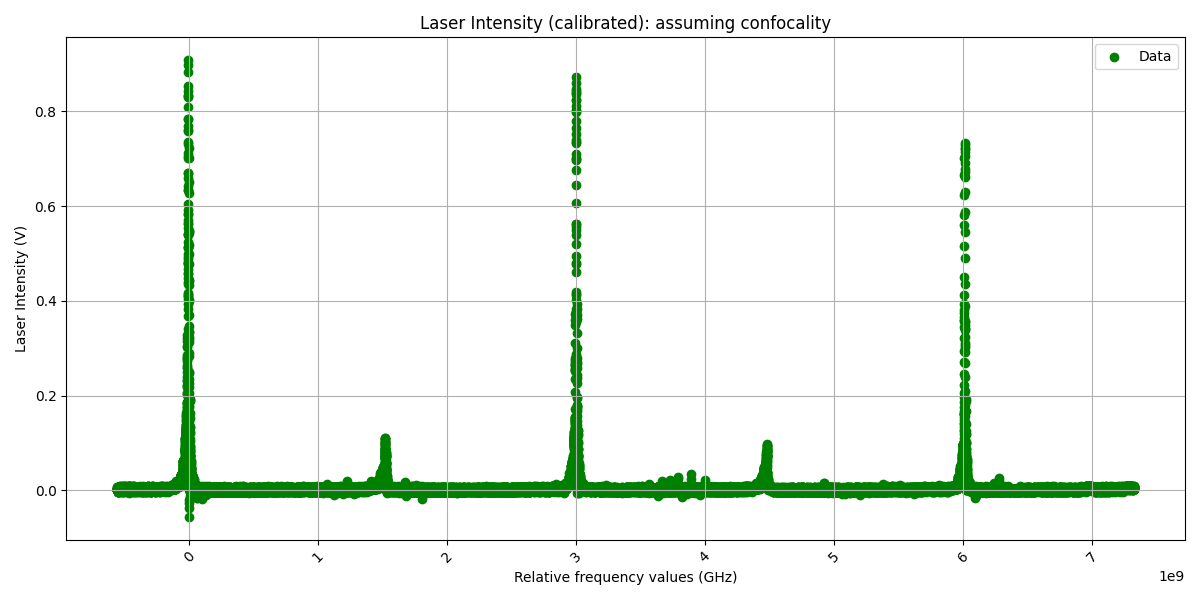 Laser Intensity (calibrated): assuming confocality
Data
Laser Intensity (V)
0.8
0.6
0.4
0.2
0.0
0
1
2
3
4
5
6
7
Relative frequency values (GHz)
1e9